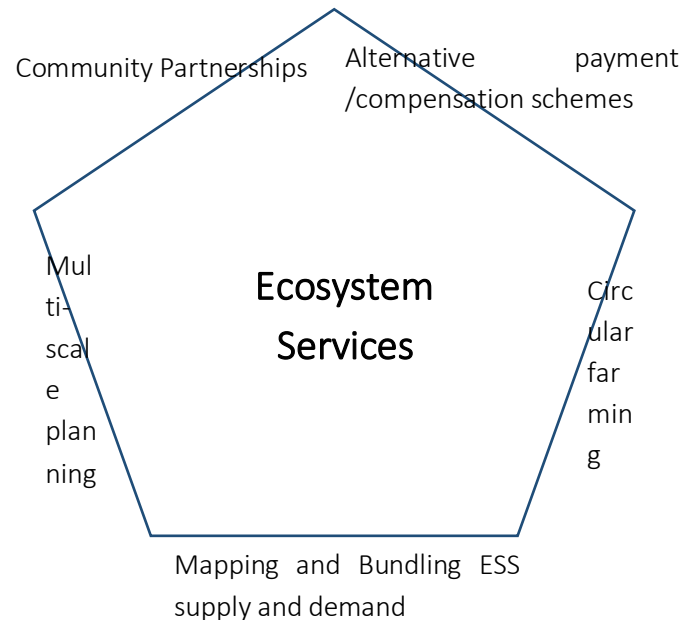 Community Partnerships
Alternative payment
/compensation schemes
Mul
ti-
scal
e
plan
ning
Ecosystem
Services
Circ
ular
far
min
g
Mapping and Bundling ESS
supply and demand